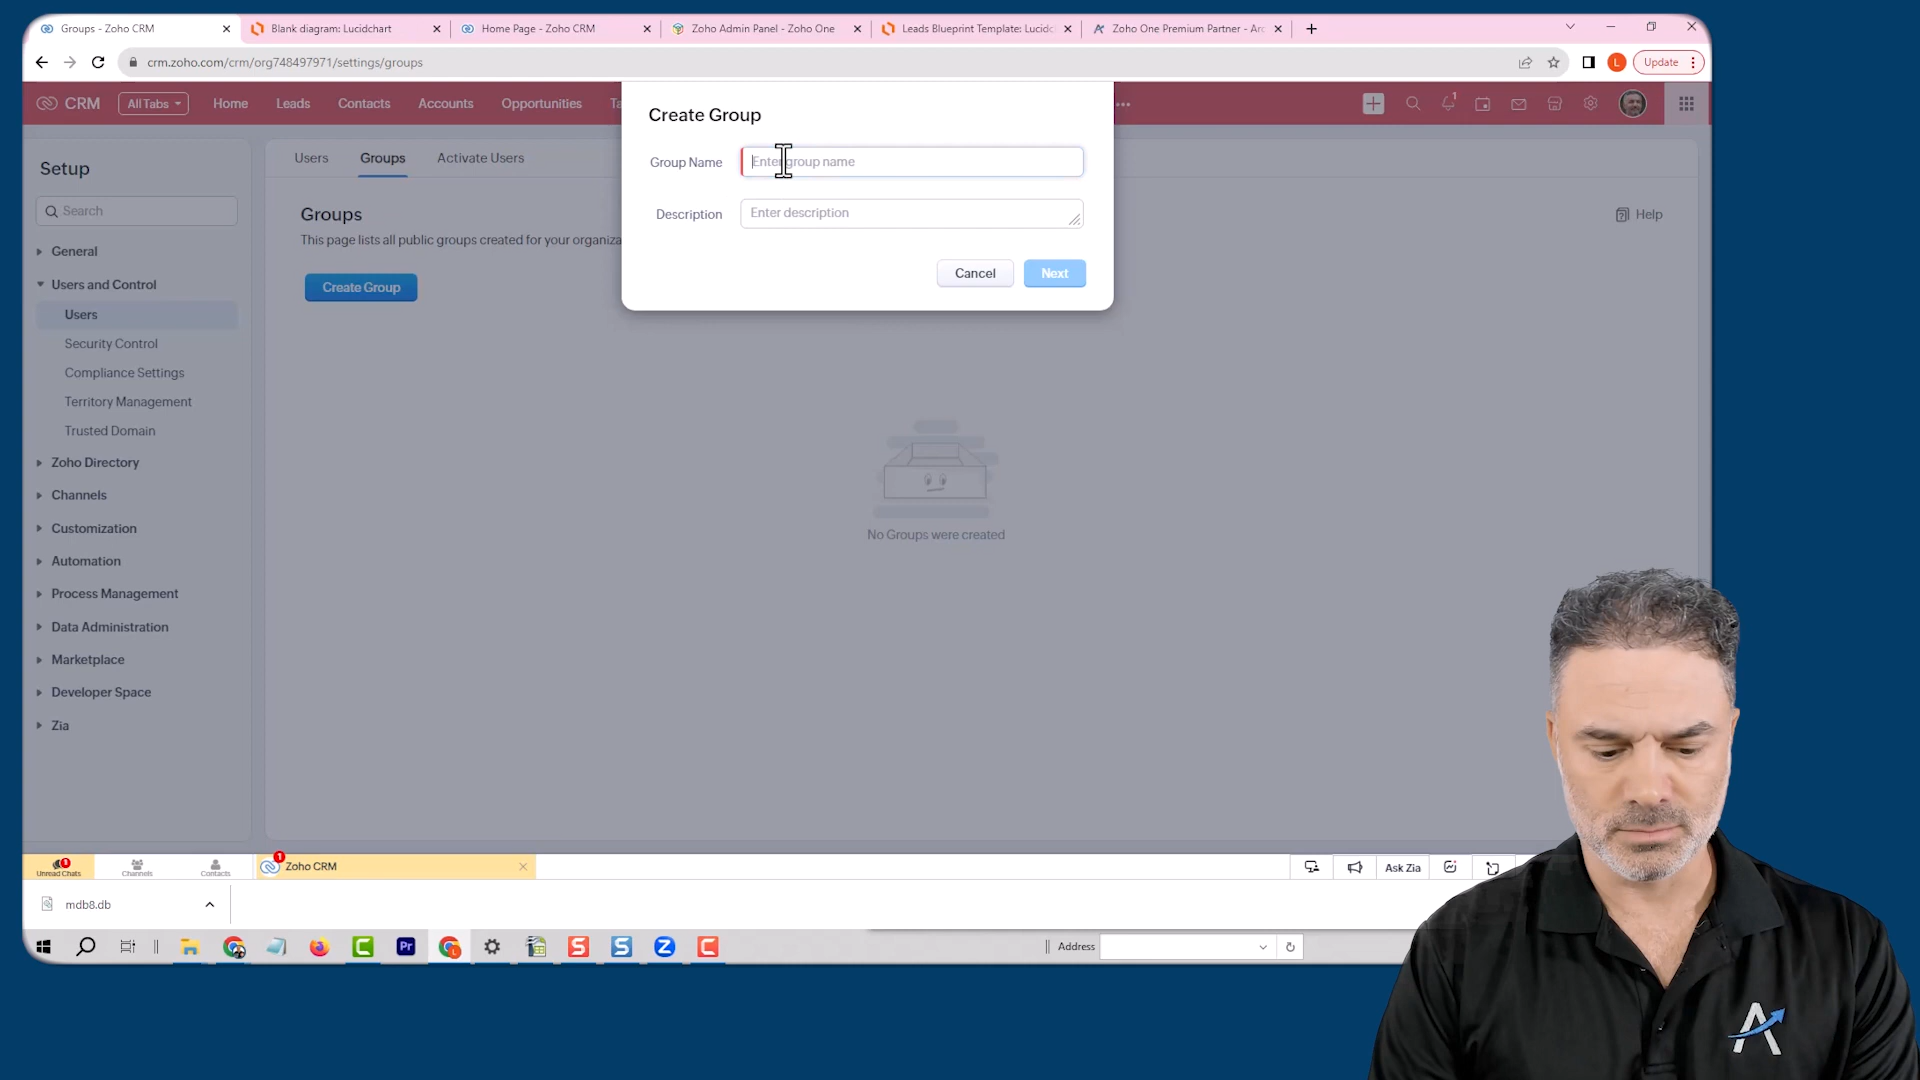 Groups - Zoho CRM
Blank diagram: Lucidchart
Home Page - Zoho CRM
Zoho Admin Panel - Zoho One
Leads Blueprint Template: Lucidc
Zoho One Premium Partner - Arc
crm.zoho.com/crm/org748497971/settings/groups
L
Update
CRM
All Tabs
Home
Leads
Contacts
Accounts
Opportunities
Ta
1
Create Group
Group Name
Enter group name
Description
Enter description
Cancel
Next
Setup
Search
General
Users and Control
Users
Security Control
Compliance Settings
Territory Management
Trusted Domain
Zoho Directory
Channels
Customization
Automation
Process Management
Data Administration
Marketplace
Developer Space
Zia
Users
Groups
Activate Users
Groups
Help
This page lists all public groups created for your organiza
Create Group
No Groups were created
Unread Chats
Channels
Contacts
1
Zoho CRM
Ask Zia
mdb8.db
Pr
Address